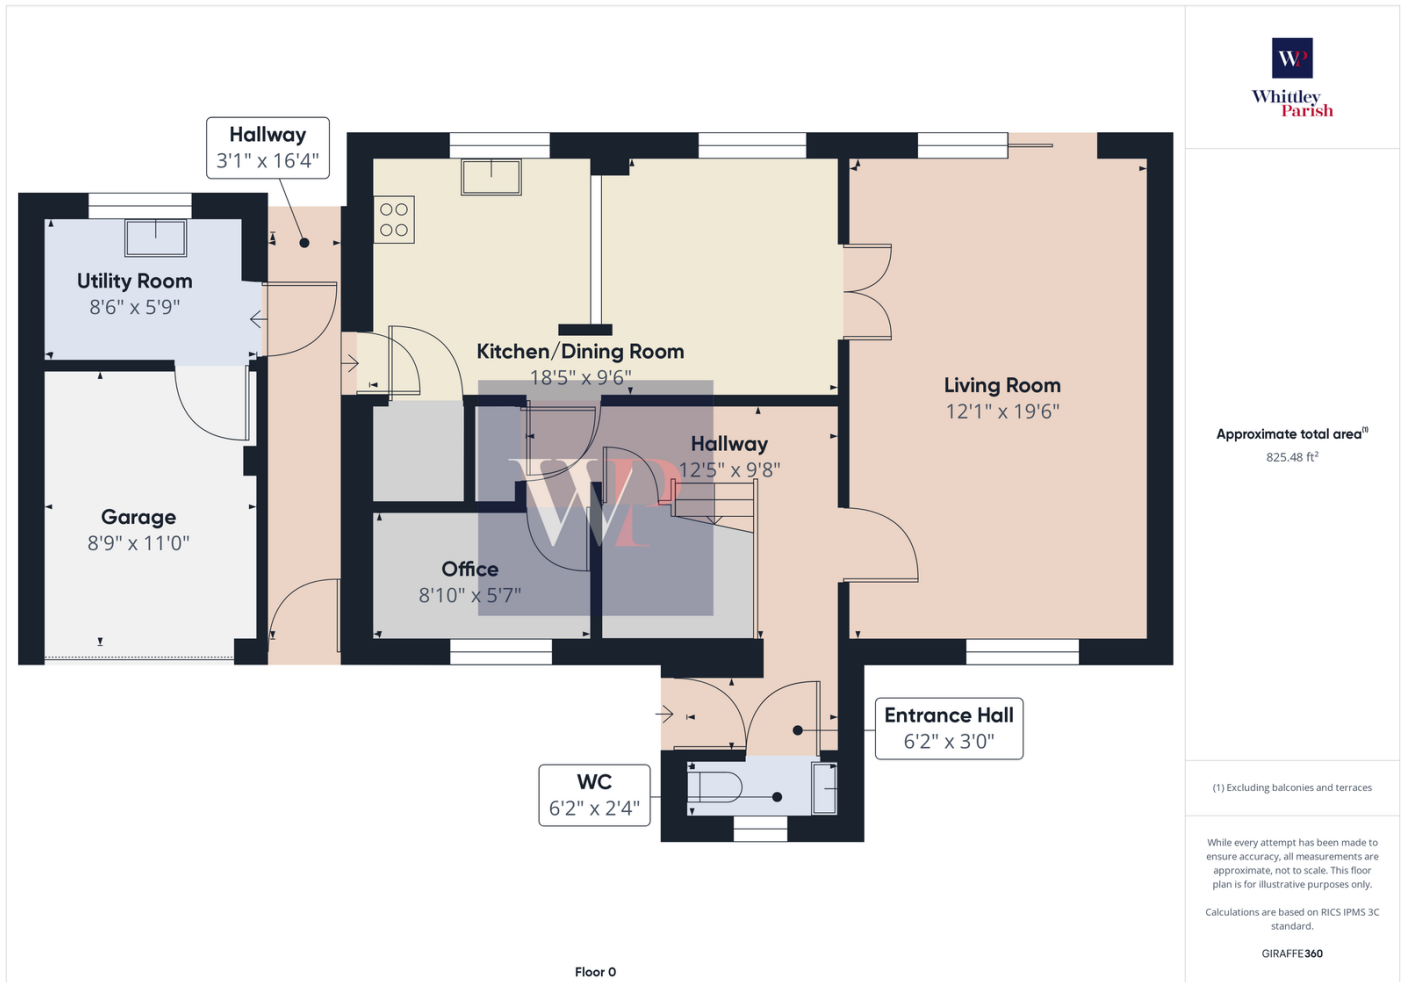 Hallway
3'1" x 16'4"
Utility Room
8'6" x 5'9"
Kitchen/Dining Room
18'5" x 9'6"
Living Room
12'1" x 19'6"
Hallway
12'5" x 9'8"
Garage
8'9" x 11'0"
Office
8'10" x 5'7"
WP
Entrance Hall
6'2" x 3'0"
WC
6'2" x 2'4"
Floor 0
WP
Whittley
Parish
Approximate total area(1)
825.48 ft²
(1) Excluding balconies and terraces
While every attempt has been made to
ensure accuracy, all measurements are
approximate, not to scale. This floor
plan is for illustrative purposes only.
Calculations are based on RICS IPMS 3C
standard.
GIRAFFE360